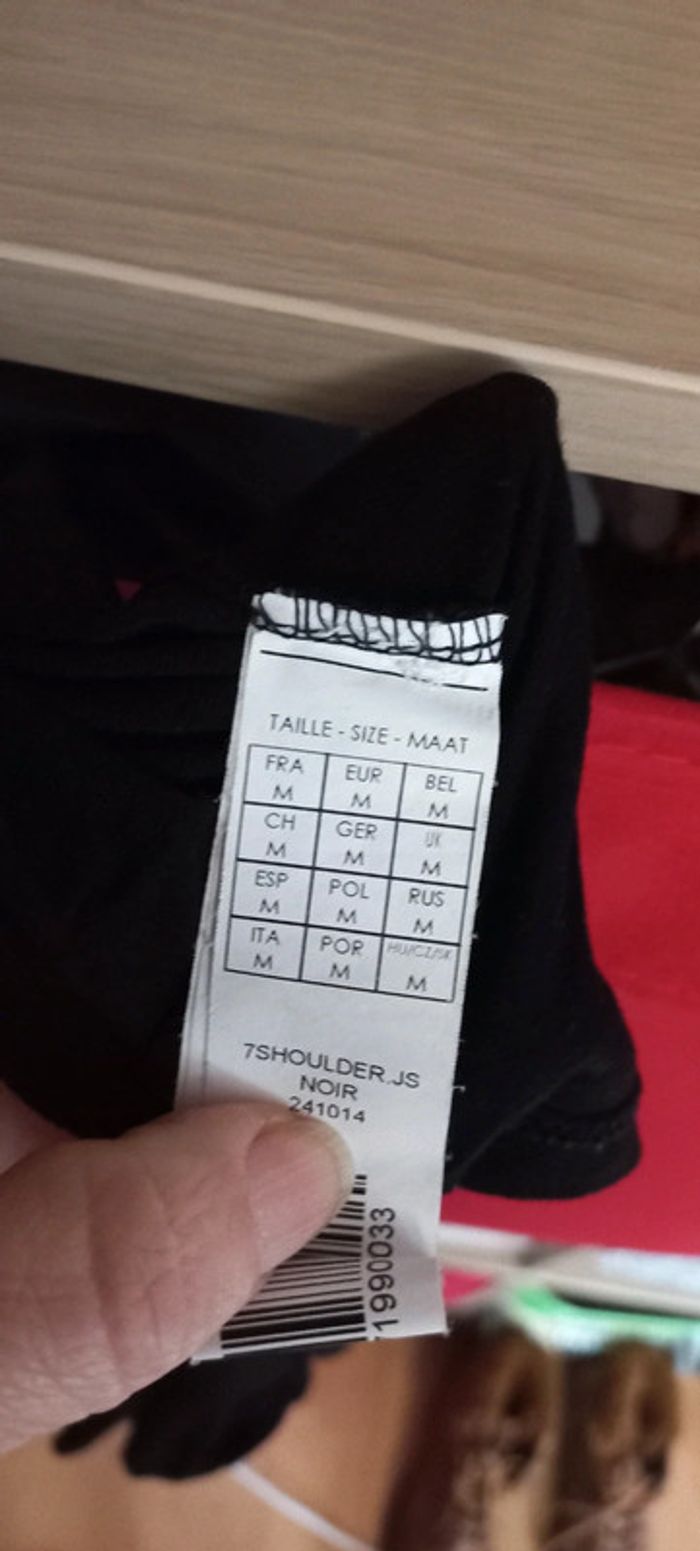 TAILLE - SIZE - MAAT
FRA EUR BEL
M M M
CH GER UK
M M M
ESP POL RUS
M M M
ITA POR HU/CZ/SK
M M M
7SHOULDER.JS
NOIR
241014
1990033